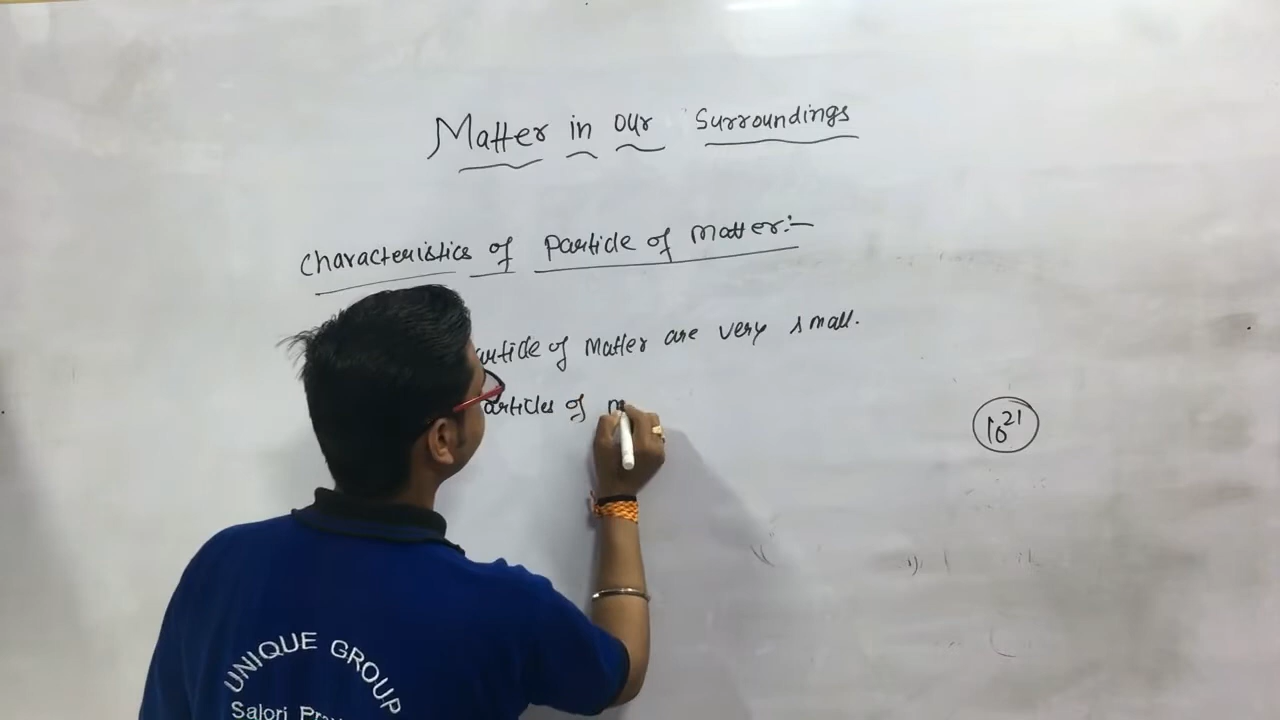 Matter in our Surroundings
Characteristics of Particle of Matter:-
article of Matter are very small.
articles of m
10²¹
UNIQUE GROUP
Salori